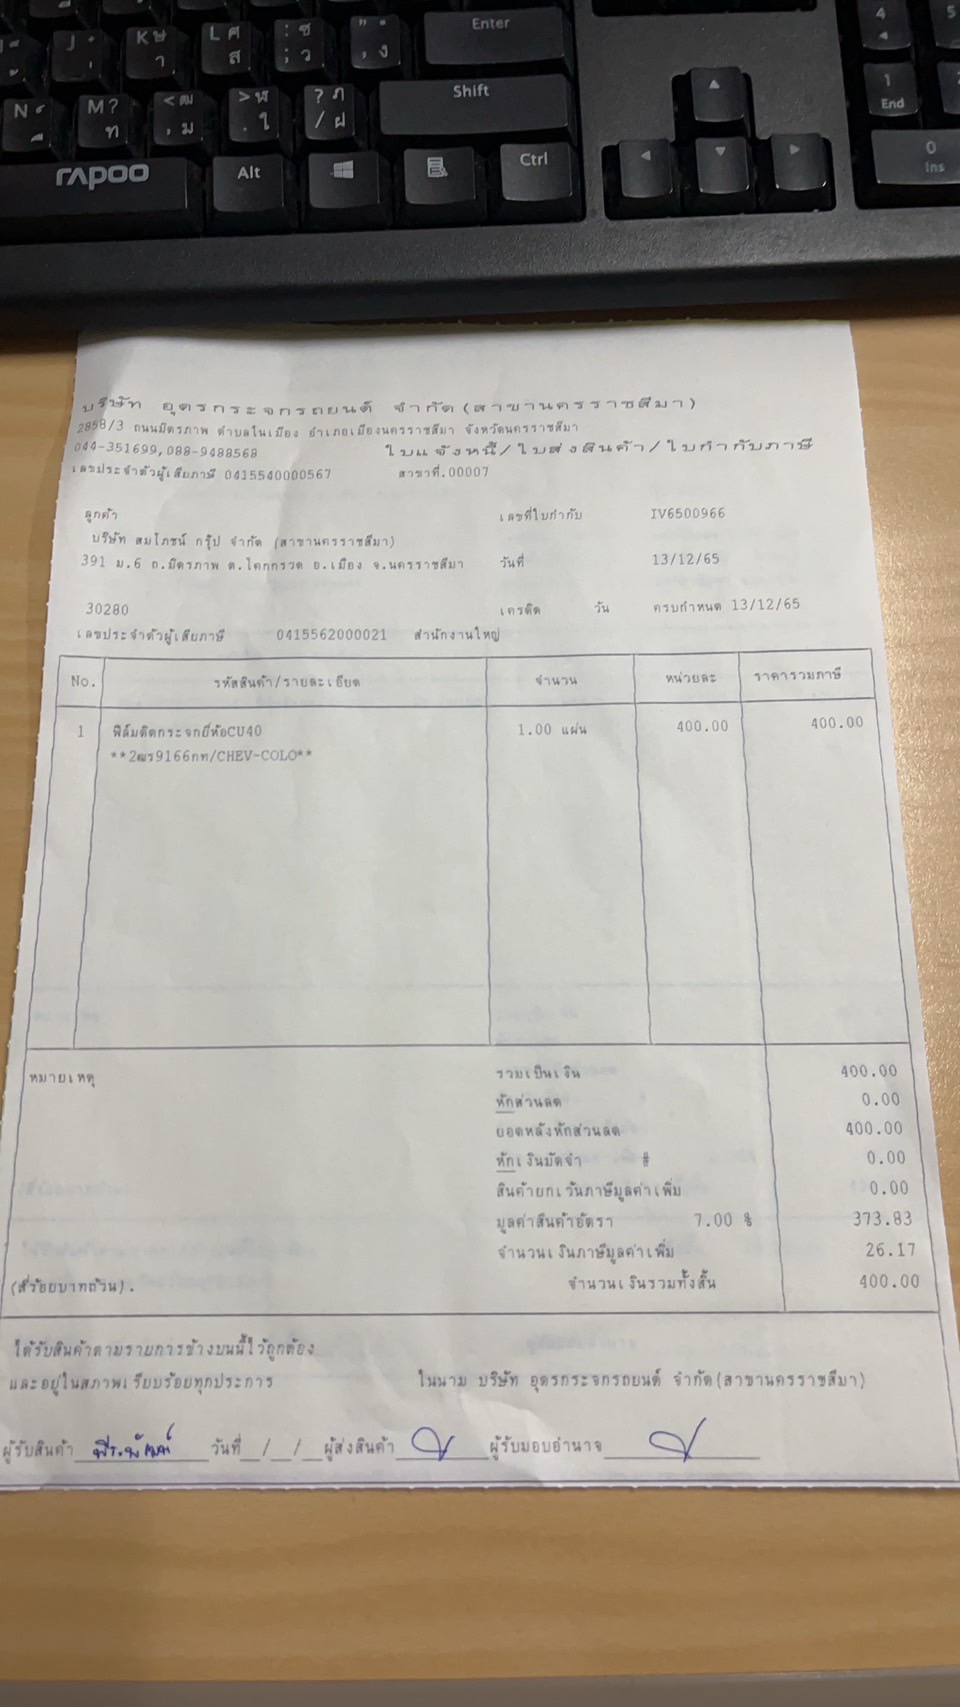 J
K ษ
L ศ
: ซ
Enter
4
5
า
ส
; ว
, ง
N
M ?
< ฒ
> ฬ
? ฦ
Shift
1
End
ท
, ม
. ใ
/ ฝ
rapoo
Alt
Ctrl
0
Ins
บริษัท อุดรกระจกรถยนต์ จำกัด(สาขานครราชสีมา)
2858/3 ถนนมิตรภาพ ตำบลในเมือง อำเภอเมืองนครราชสีมา จังหวัดนครราชสีมา
044-351699,088-9488568 ใบแจ้งหนี้/ใบส่งสินค้า/ใบกำกับภาษี
เลขประจำตัวผู้เสียภาษี 0415540000567 สาขาที่.00007
ลูกค้า เลขที่ใบกำกับ IV6500966
บริษัท สมโภชน์ กรุ๊ป จำกัด (สาขานครราชสีมา)
391 ม.6 ถ.มิตรภาพ ต.โคกกรวด อ.เมือง จ.นครราชสีมา วันที่ 13/12/65
30280 เครดิต วัน ครบกำหนด 13/12/65
เลขประจำตัวผู้เสียภาษี 0415562000021 สำนักงานใหญ่
No. รหัสสินค้า/รายละเอียด จำนวน หน่วยละ ราคารวมภาษี
1 ฟิล์มติดกระจกยี่ห้อCU40 1.00 แผ่น 400.00 400.00
**2ฒร9166กท/CHEV-COLO**
หมายเหตุ รวมเป็นเงิน 400.00
หักส่วนลด 0.00
ยอดหลังหักส่วนลด 400.00
หักเงินมัดจำ # 0.00
สินค้ายกเว้นภาษีมูลค่าเพิ่ม 0.00
มูลค่าสินค้าอัตรา 7.00 % 373.83
จำนวนเงินภาษีมูลค่าเพิ่ม 26.17
(สี่ร้อยบาทถ้วน). จำนวนเงินรวมทั้งสิ้น 400.00
ได้รับสินค้าตามรายการข้างบนนี้ไว้ถูกต้อง
และอยู่ในสภาพเรียบร้อยทุกประการ ในนาม บริษัท อุดรกระจกรถยนต์ จำกัด(สาขานครราชสีมา)
ผู้รับสินค้า พีระพัฒน์ วันที่ / / ผู้ส่งสินค้า ผู้รับมอบอำนาจ